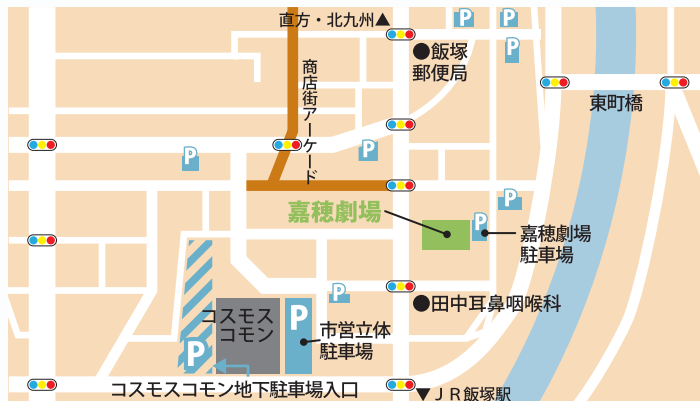 直方・北九州▲
P
P
P
●飯塚
郵便局
東町橋
商店街アーケード
P
P
P
嘉穂劇場
P
嘉穂劇場
駐車場
P
●田中耳鼻咽喉科
コスモス
コモン
P
市営立体
駐車場
P
コスモスコモン地下駐車場入口
▼ＪＲ飯塚駅